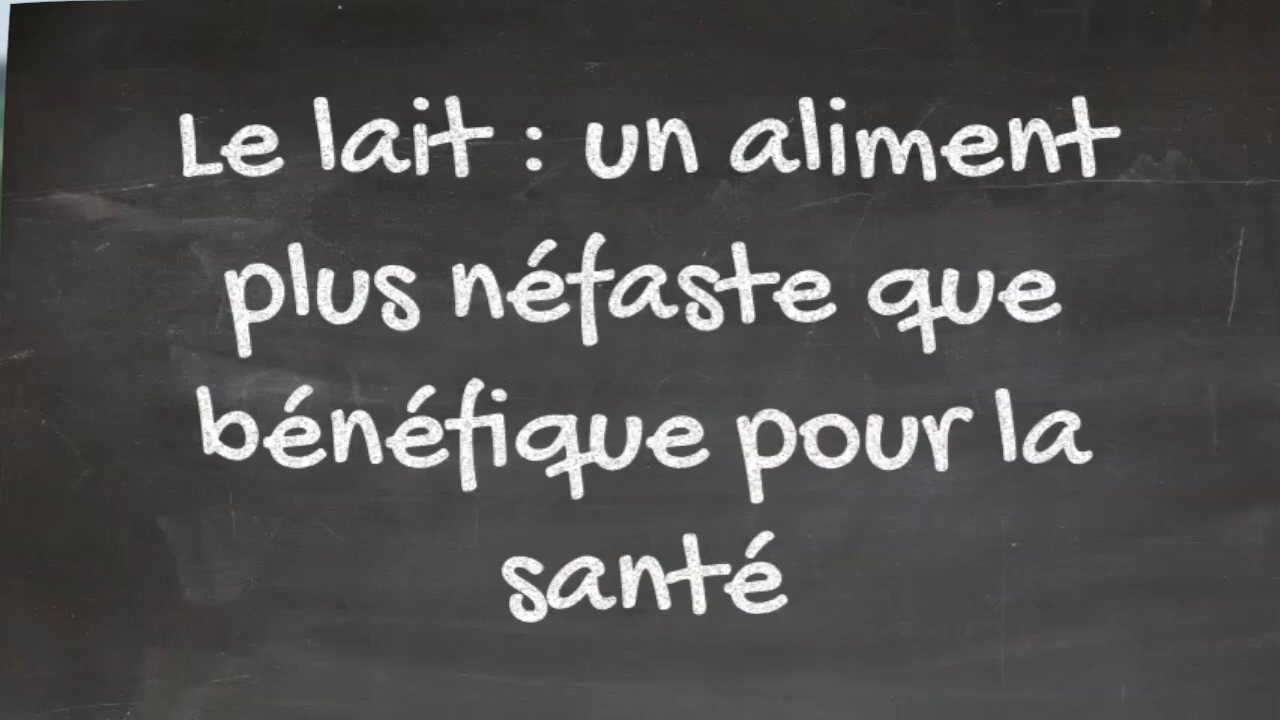 Le lait : un aliment
plus néfaste que
bénéfique pour la
santé